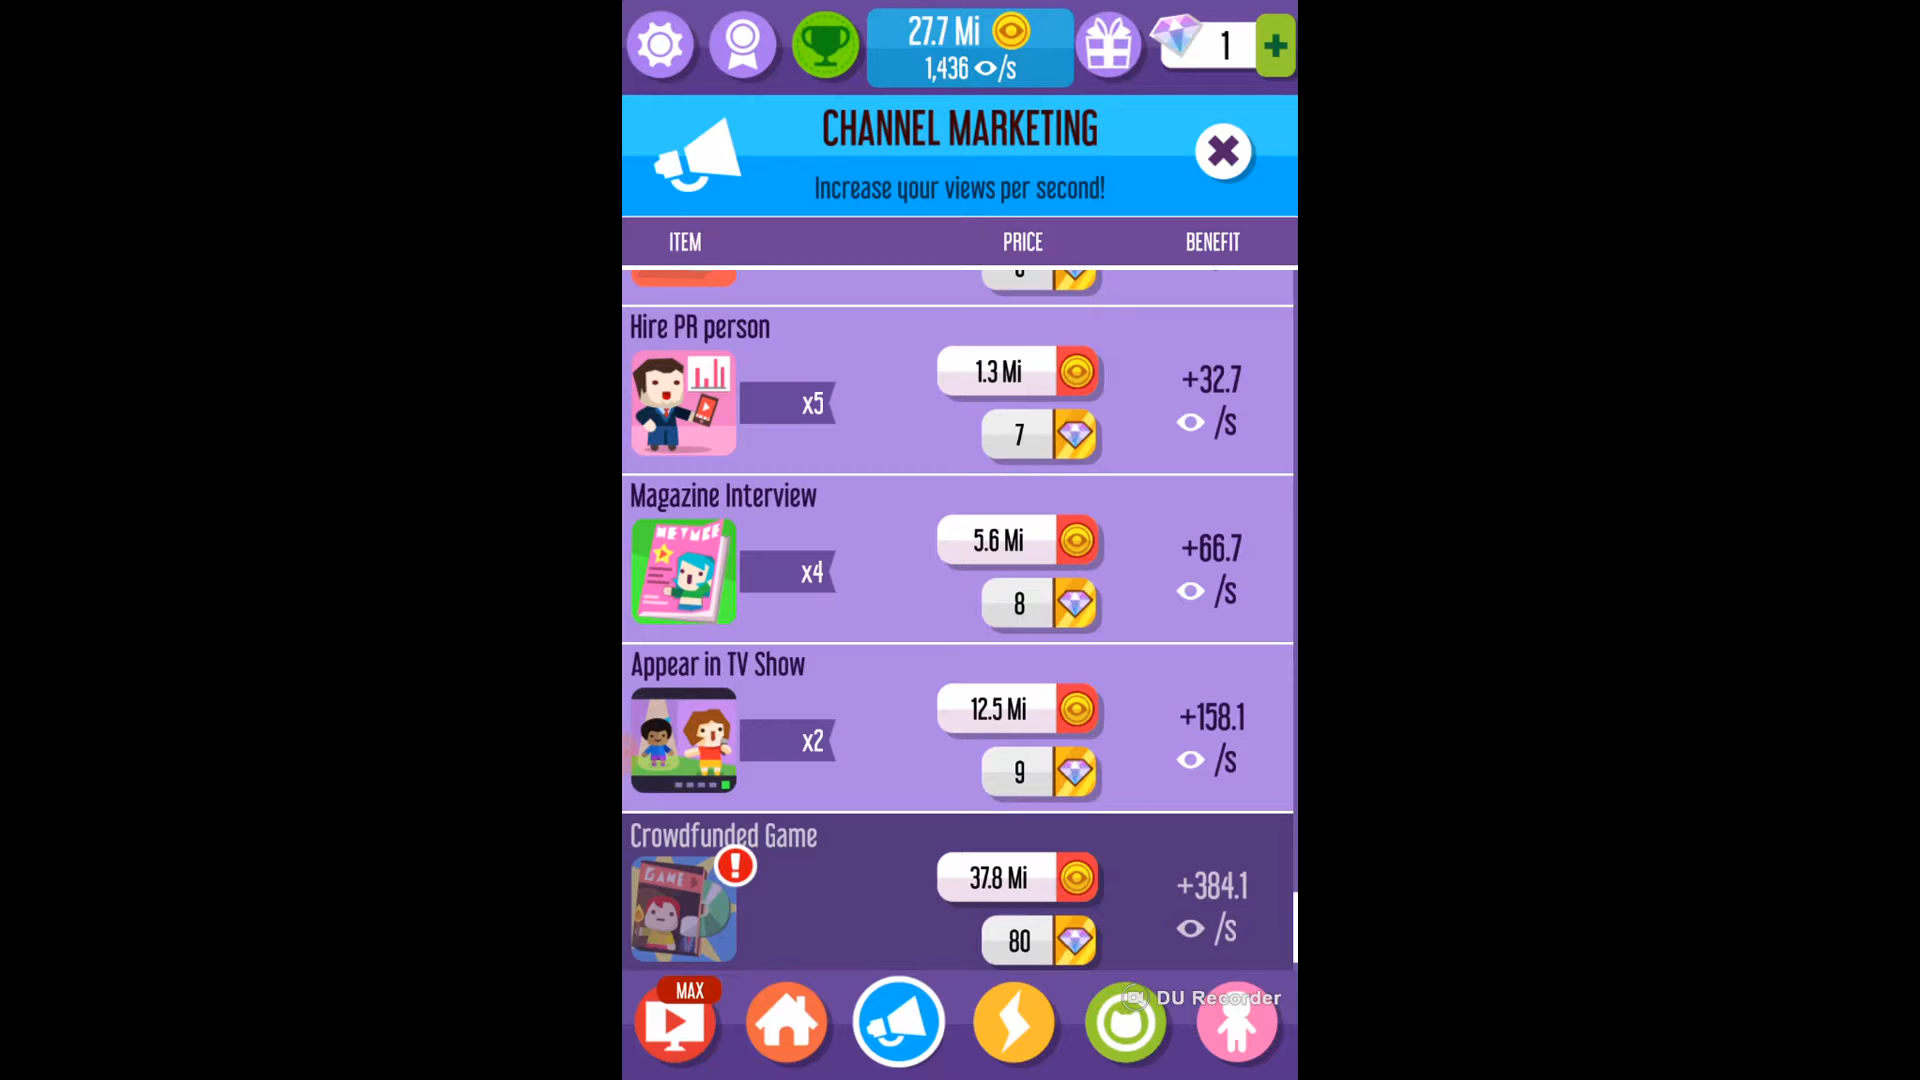 27.7 Mi
1,436 /s
1
CHANNEL MARKETING
Increase your views per second!
ITEM PRICE BENEFIT
Hire PR person
x5
1.3 Mi
7
+32.7
/s
Magazine Interview
x4
5.6 Mi
8
+66.7
/s
Appear in TV Show
x2
12.5 Mi
9
+158.1
/s
Crowdfunded Game
GAME
37.8 Mi
80
+384.1
/s
MAX
DU Recorder